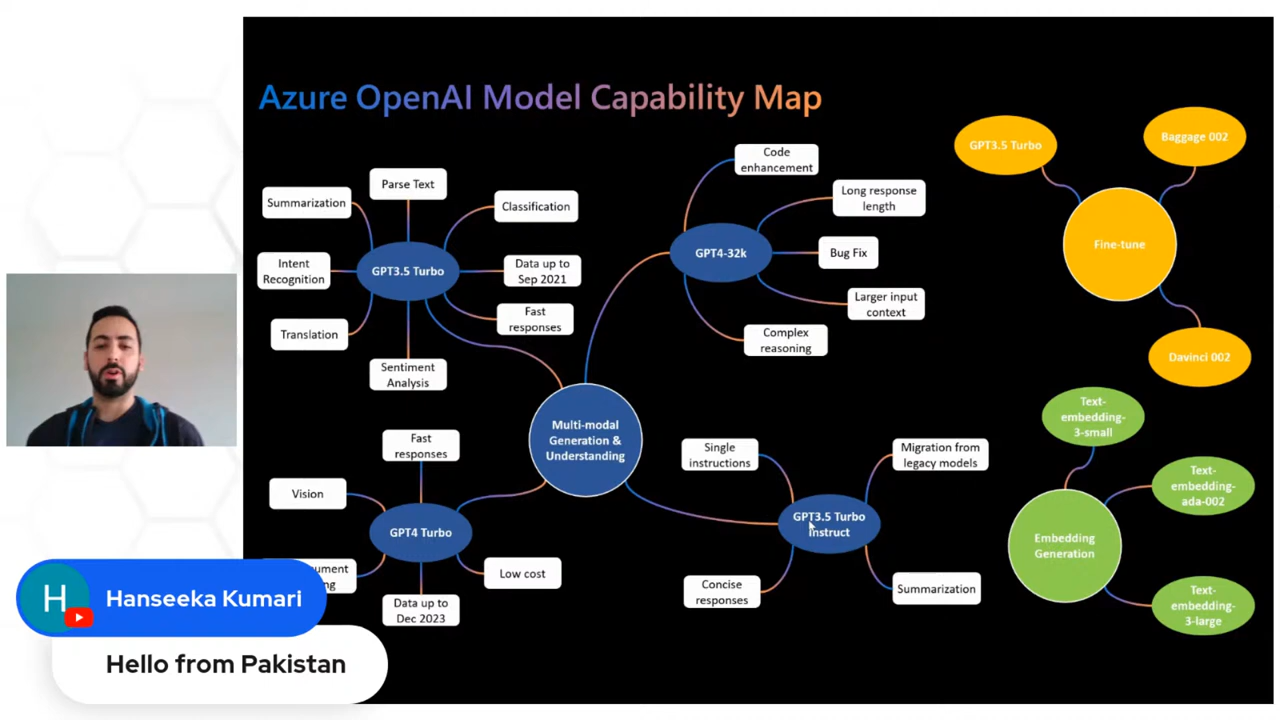 Azure OpenAI Model Capability Map
Parse Text
Summarization
Classification
Intent
Recognition
GPT3.5 Turbo
Data up to
Sep 2021
Translation
Fast
responses
Sentiment
Analysis
Code
enhancement
Long response
length
GPT4-32k
Bug Fix
Larger input
context
Complex
reasoning
Multi-modal
Generation &
Understanding
Fast
responses
Vision
GPT4 Turbo
Low cost
Data up to
Dec 2023
Single
instructions
Migration from
legacy models
GPT3.5 Turbo
Instruct
Concise
responses
Summarization
GPT3.5 Turbo
Baggage 002
Fine-tune
Davinci 002
Text-
embedding-
3-small
Text-
embedding-
ada-002
Embedding
Generation
Text-
embedding-
3-large
H
Hanseeka Kumari
Hello from Pakistan